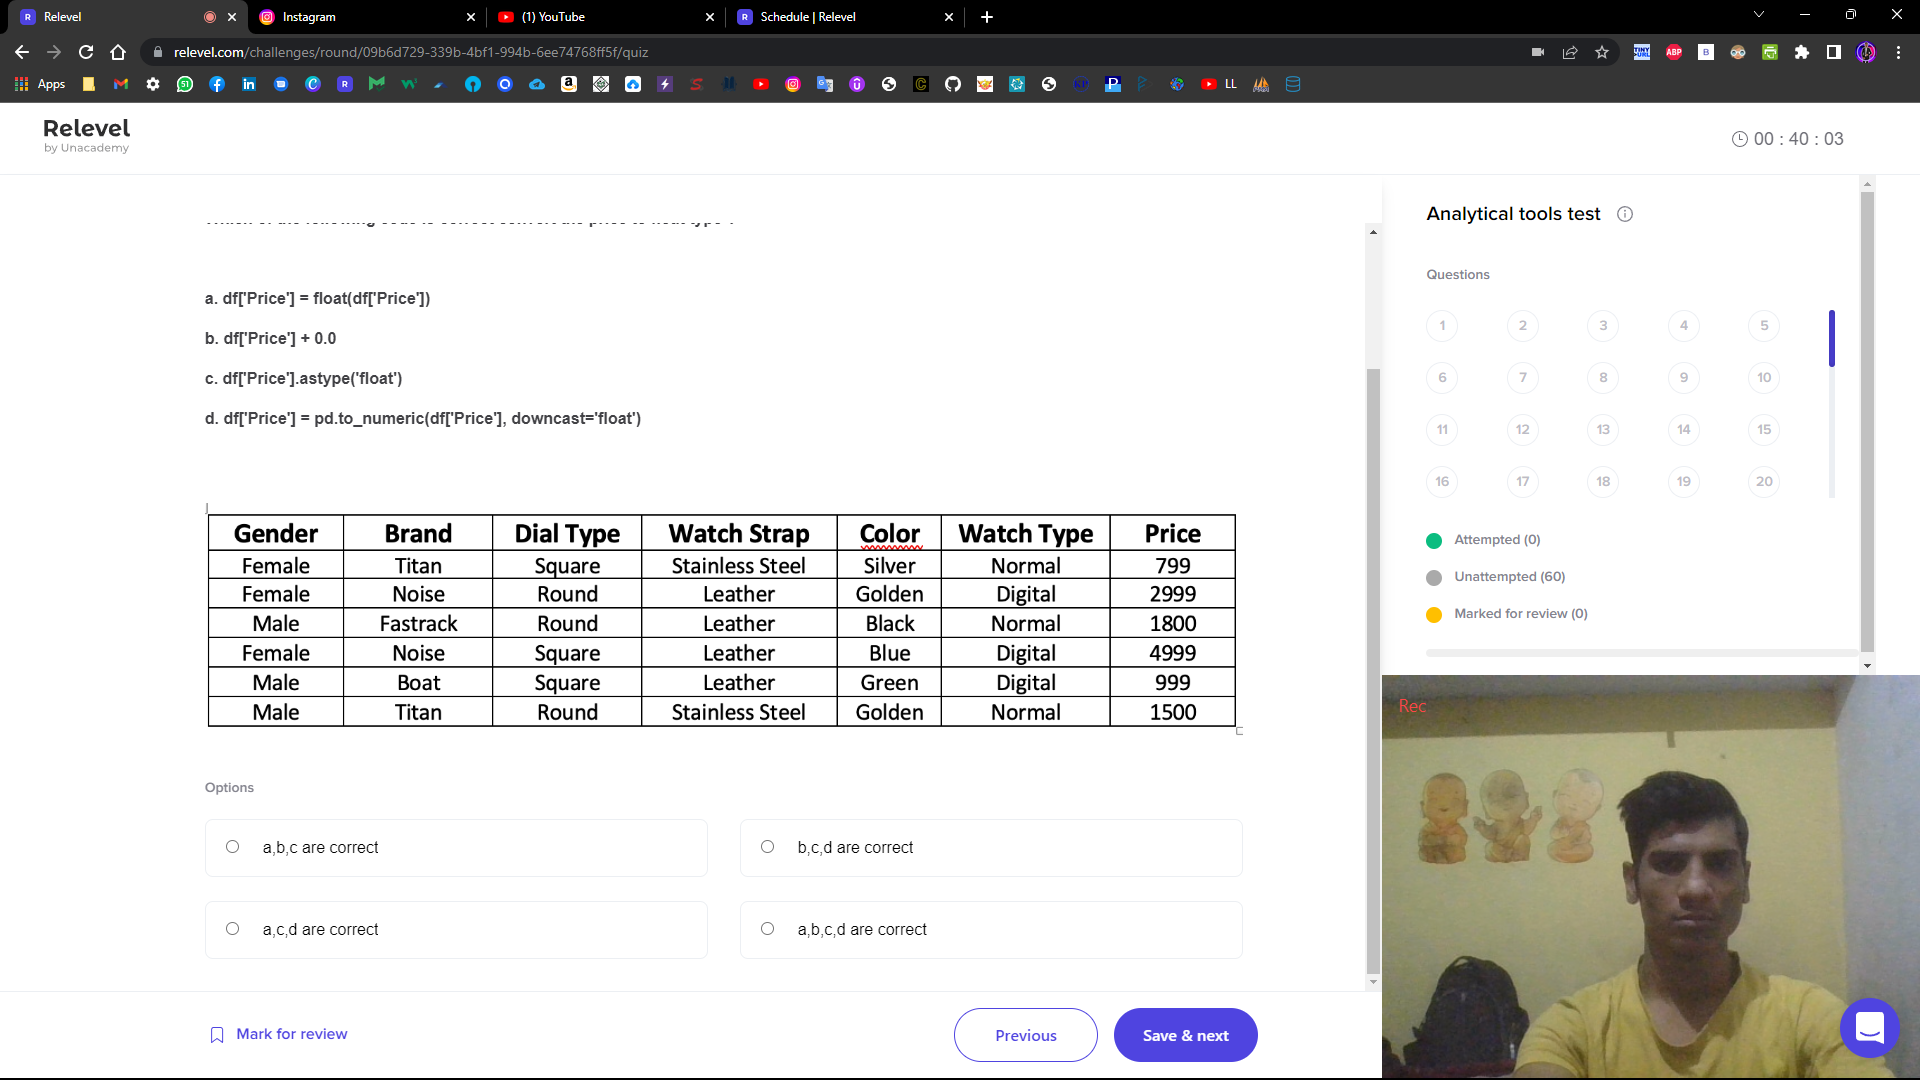 Relevel
Instagram
(1) YouTube
Schedule | Relevel
relevel.com/challenges/round/09b6d729-339b-4bf1-994b-6ee74768ff5f/quiz
Apps
LL
Relevel
by Unacademy
00 : 40 : 03
a. df['Price'] = float(df['Price'])
b. df['Price'] + 0.0
c. df['Price'].astype('float')
d. df['Price'] = pd.to_numeric(df['Price'], downcast='float')
Gender Brand Dial Type Watch Strap Color Watch Type Price
Female Titan Square Stainless Steel Silver Normal 799
Female Noise Round Leather Golden Digital 2999
Male Fastrack Round Leather Black Normal 1800
Female Noise Square Leather Blue Digital 4999
Male Boat Square Leather Green Digital 999
Male Titan Round Stainless Steel Golden Normal 1500
Options
a,b,c are correct
b,c,d are correct
a,c,d are correct
a,b,c,d are correct
Mark for review
Previous
Save & next
Analytical tools test
Questions
1 2 3 4 5
6 7 8 9 10
11 12 13 14 15
16 17 18 19 20
Attempted (0)
Unattempted (60)
Marked for review (0)
Rec